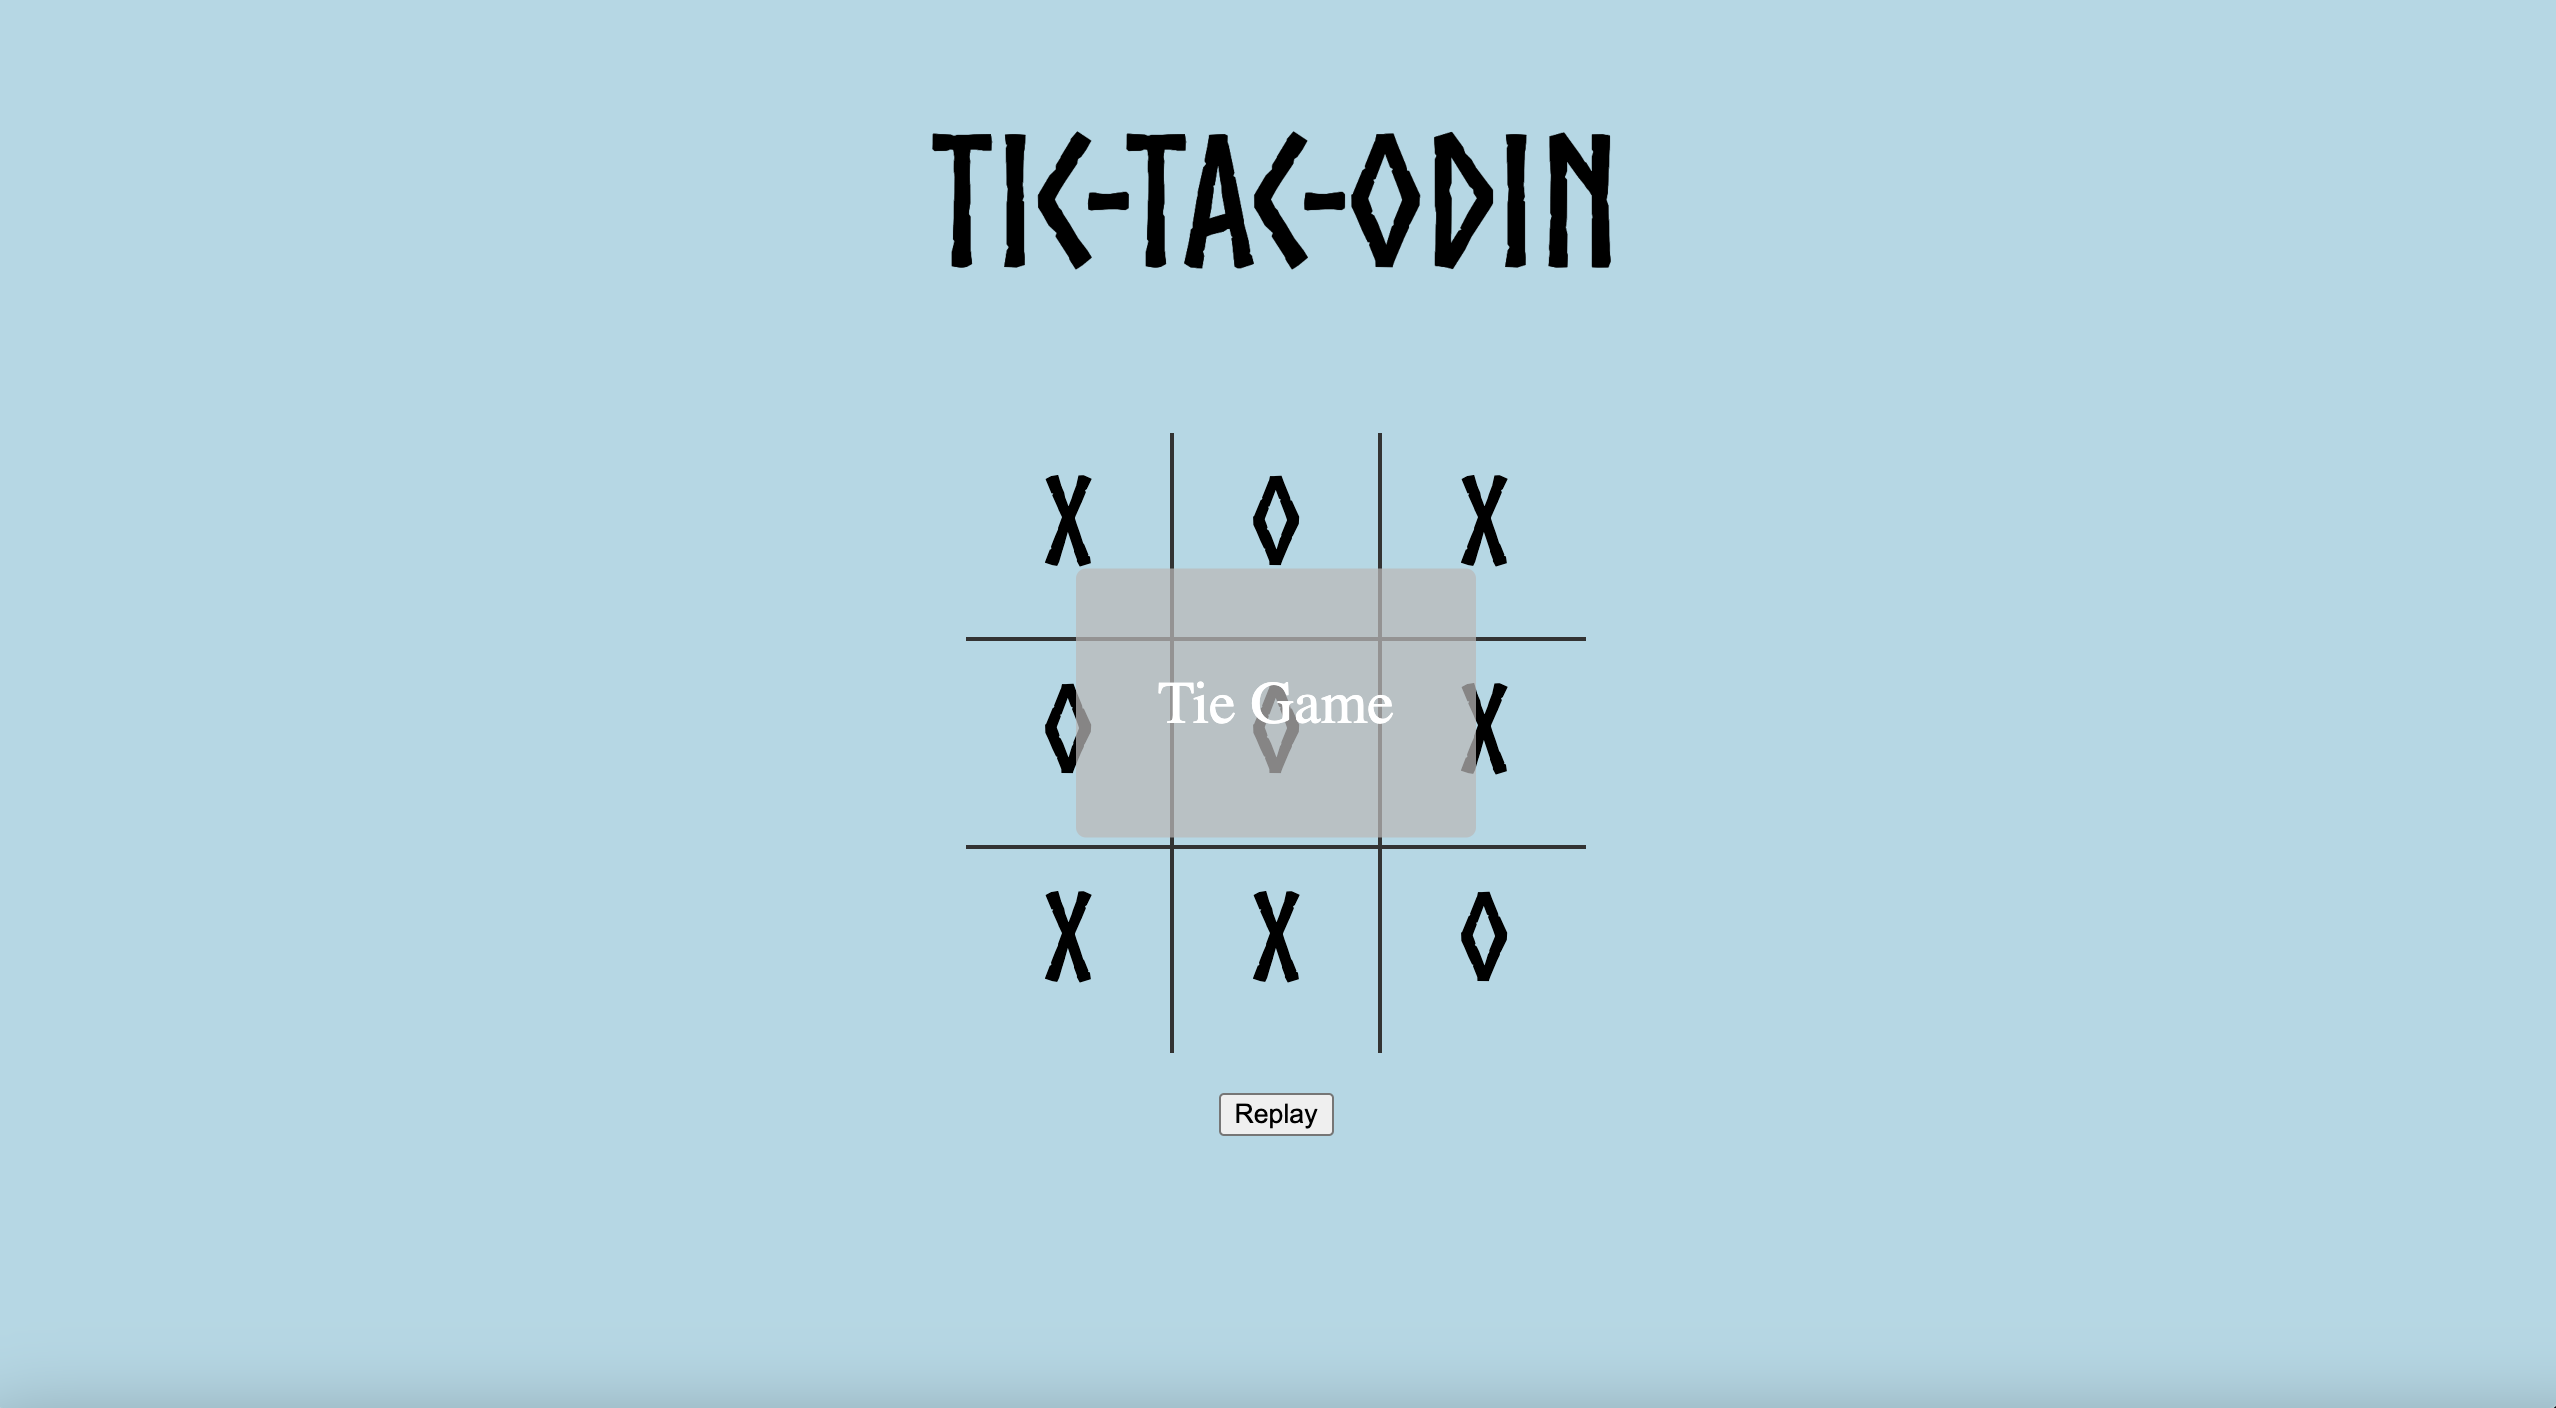 TIC-TAC-ODIN
X O X
O O X
Tie Game
X X O
Replay